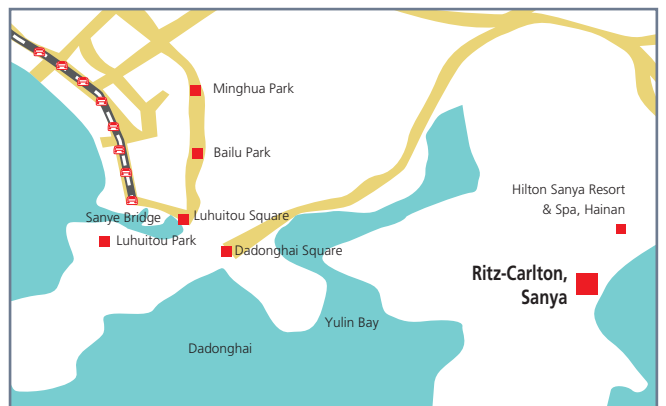 Minghua Park
Bailu Park
Hilton Sanya Resort
& Spa, Hainan
Sanye Bridge
Luhuitou Square
Luhuitou Park
Dadonghai Square
Ritz-Carlton,
Sanya
Yulin Bay
Dadonghai